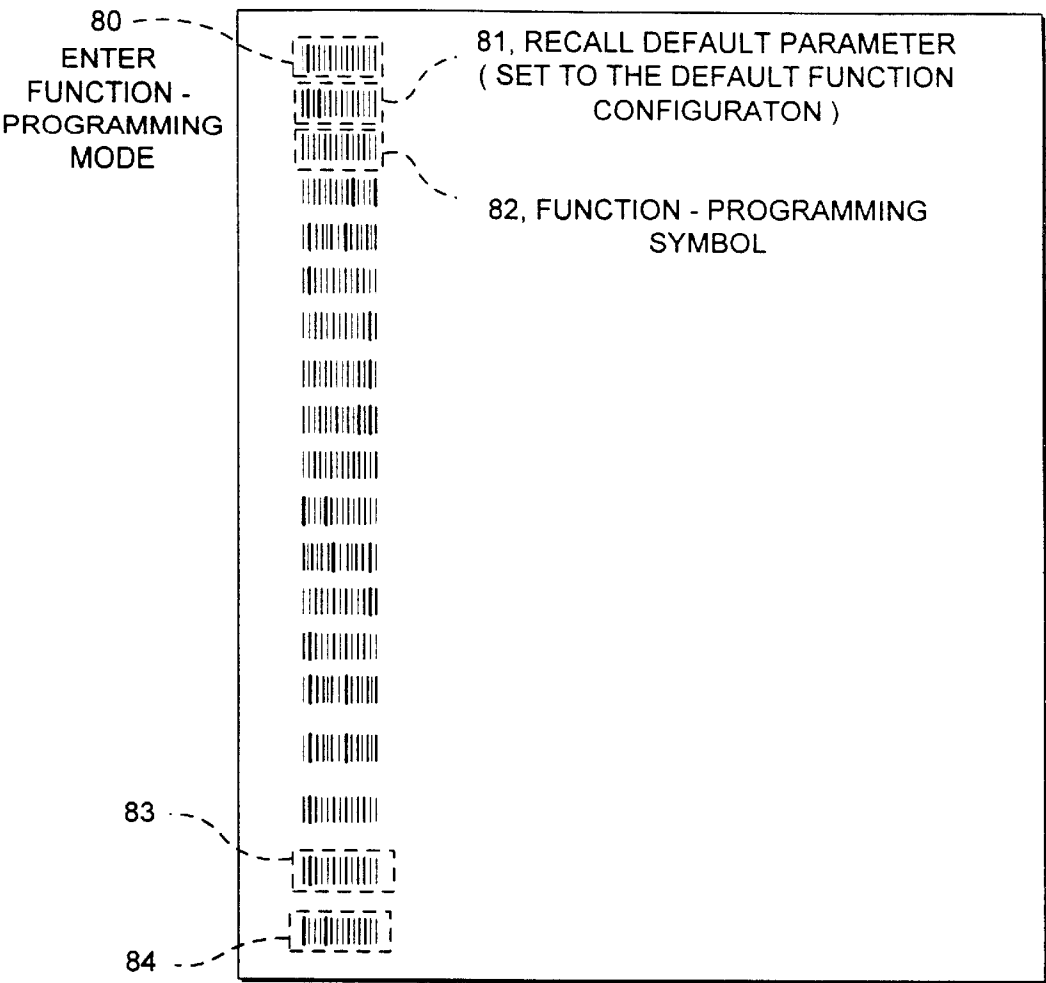 80
ENTER
FUNCTION -
PROGRAMMING
MODE
81, RECALL DEFAULT PARAMETER
( SET TO THE DEFAULT FUNCTION
CONFIGURATON )
82, FUNCTION - PROGRAMMING
SYMBOL
83
84